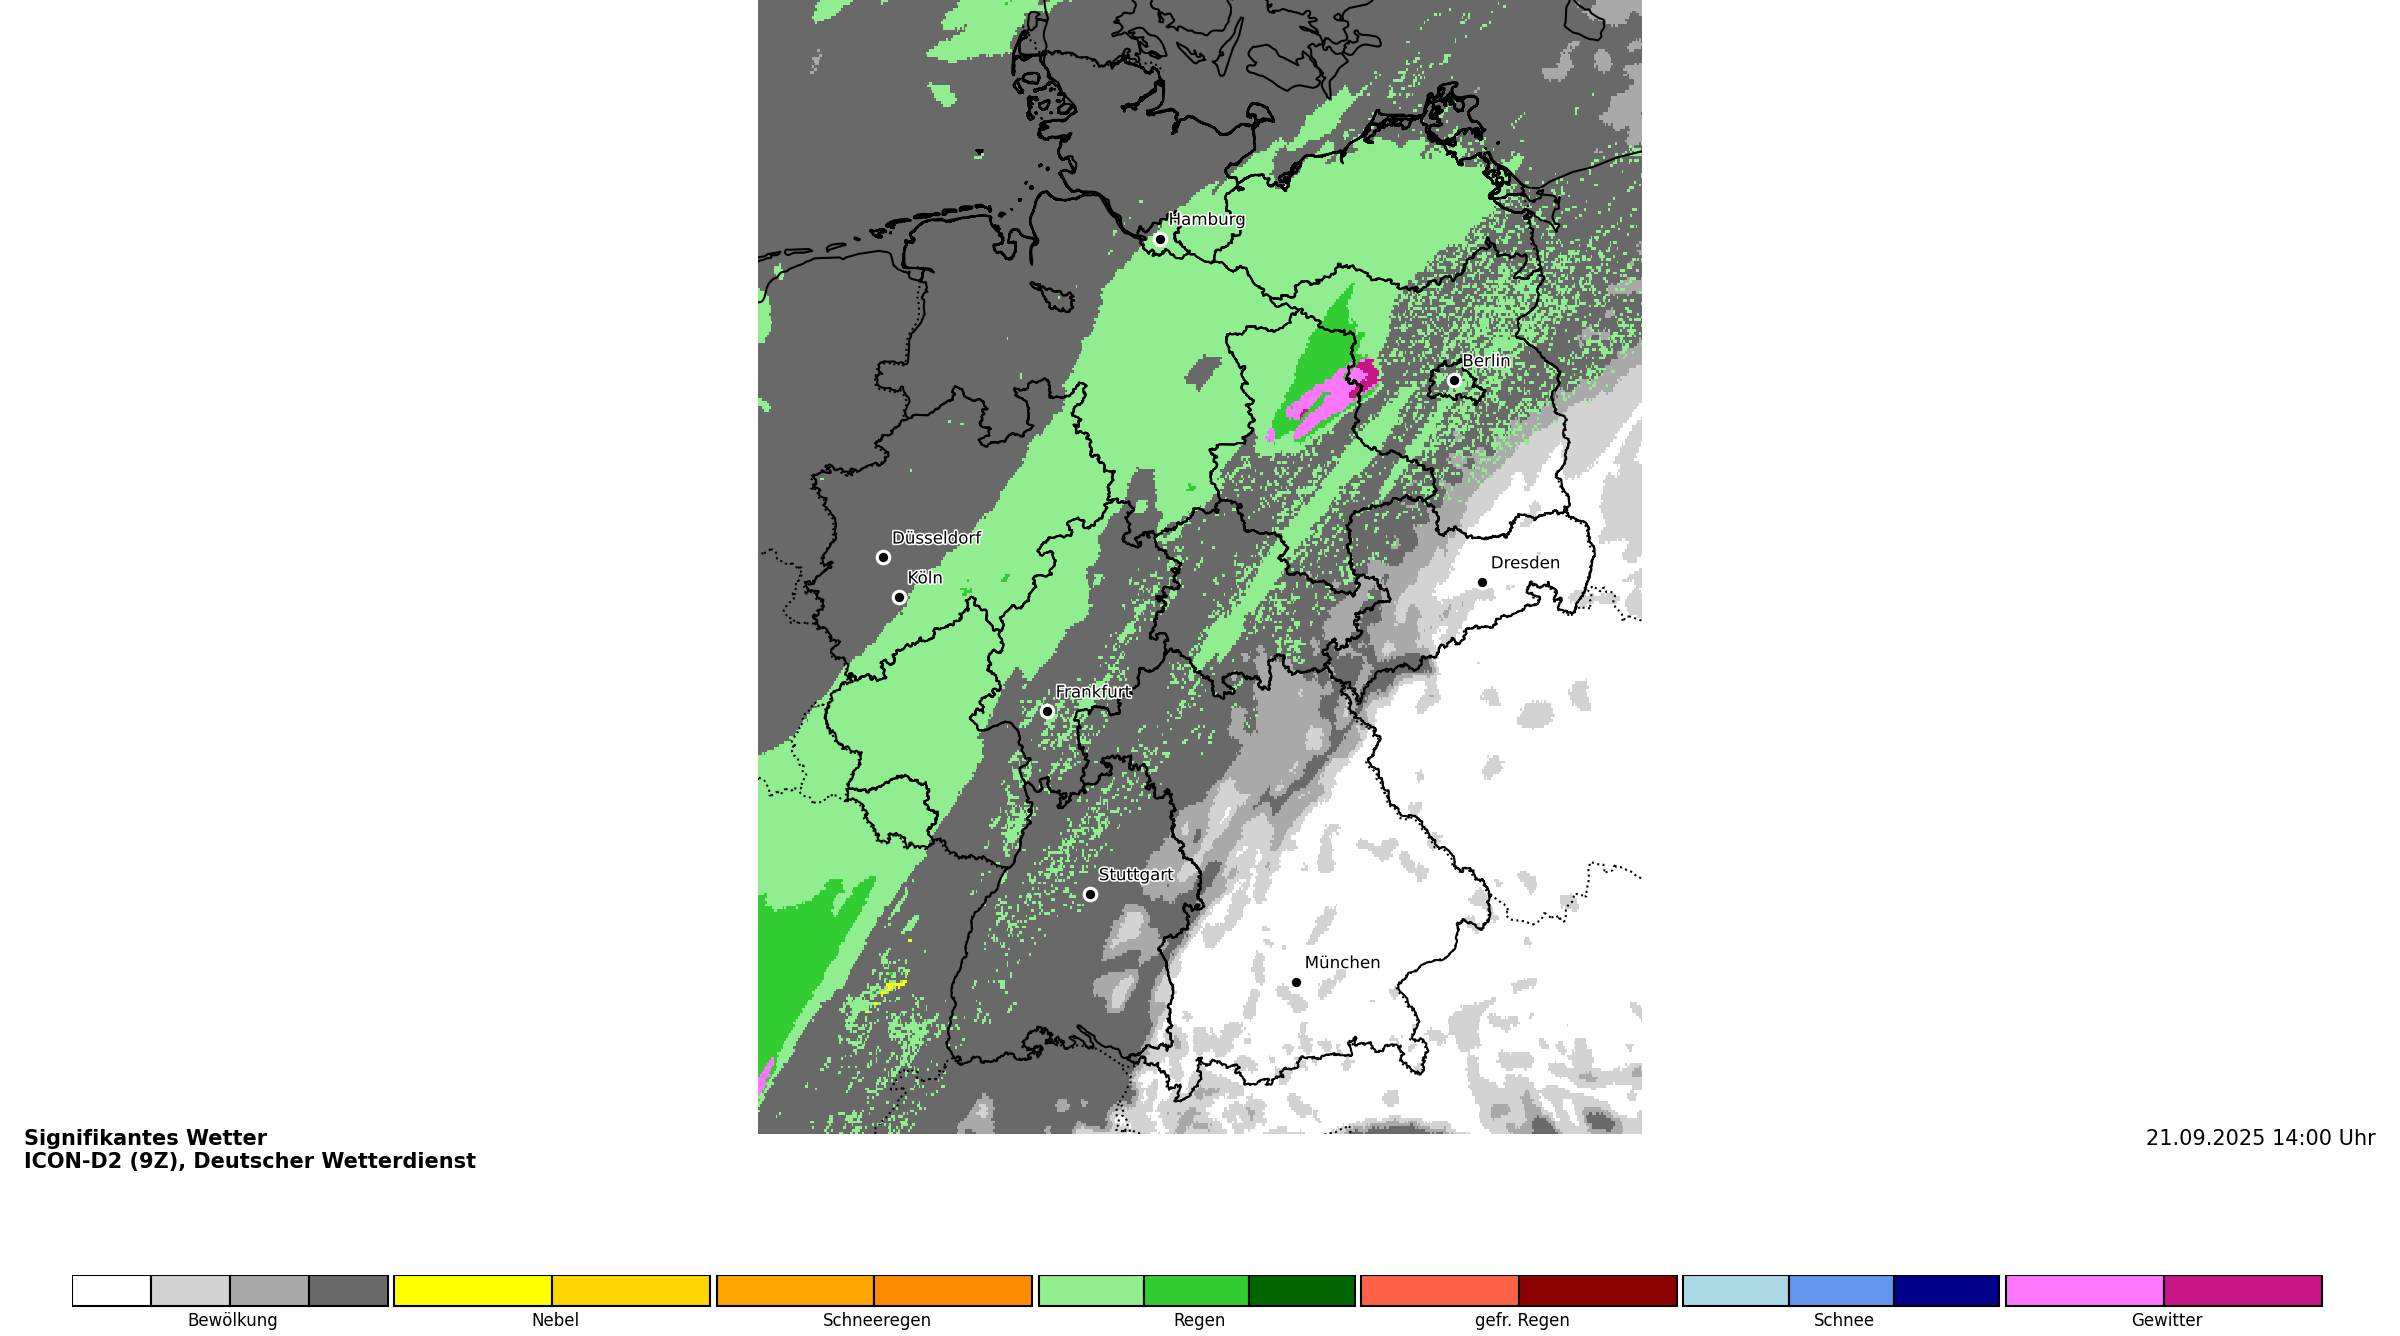 Hamburg
Berlin
Düsseldorf
Köln
Dresden
Frankfurt
Stuttgart
München
Signifikantes Wetter
ICON-D2 (9Z), Deutscher Wetterdienst
21.09.2025 14:00 Uhr
Bewölkung
Nebel
Schneeregen
Regen
gefr. Regen
Schnee
Gewitter